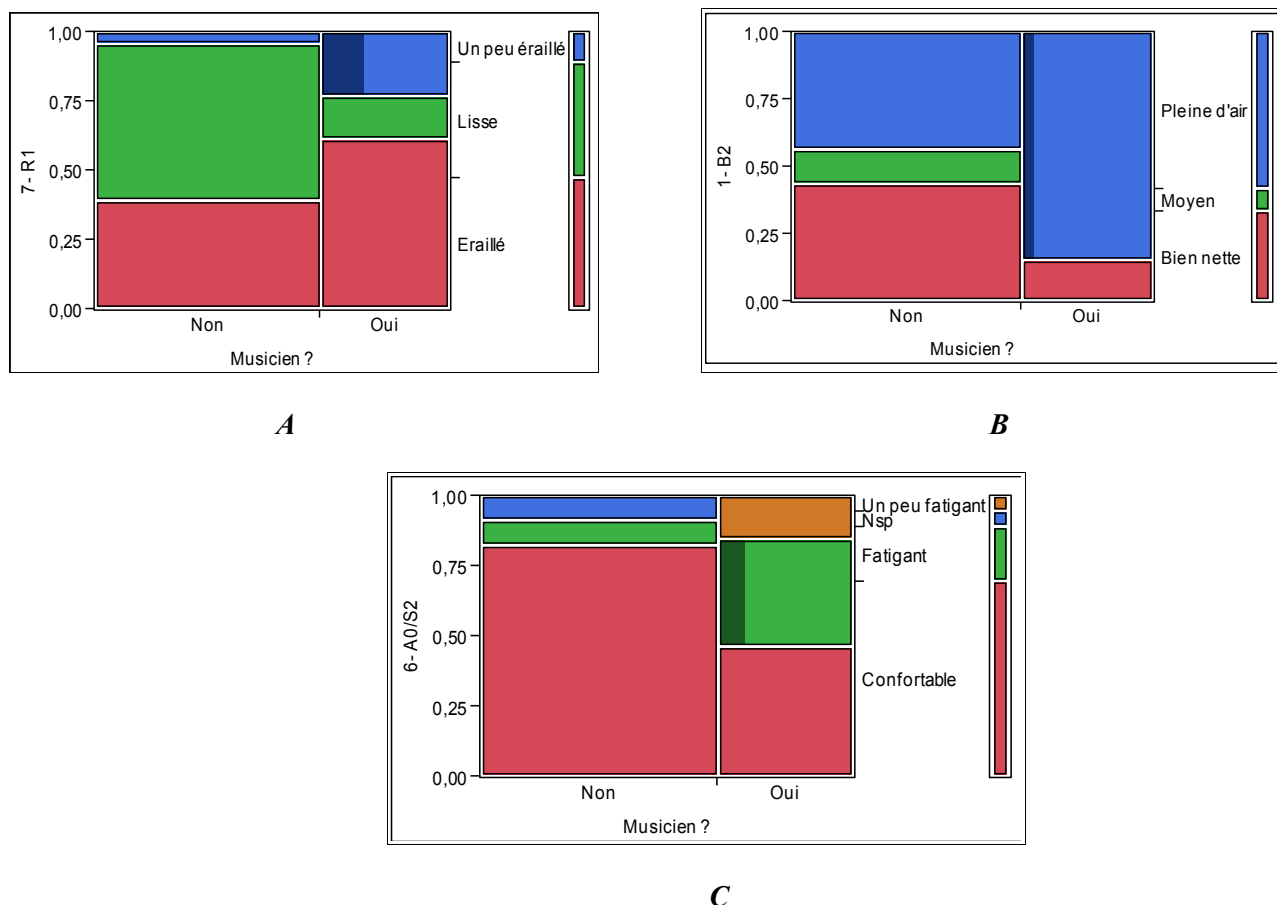 1,00
0,75
0,50
0,25
0,00
7- R1
Un peu éraillé
Lisse
Eraillé
Non Oui
Musicien ?
A
1,00
0,75
0,50
0,25
0,00
1- B2
Pleine d'air
Moyen
Bien nette
Non Oui
Musicien ?
B
1,00
0,75
0,50
0,25
0,00
6- A0/S2
Un peu fatigant
Nsp
Fatigant
Confortable
Non Oui
Musicien ?
C